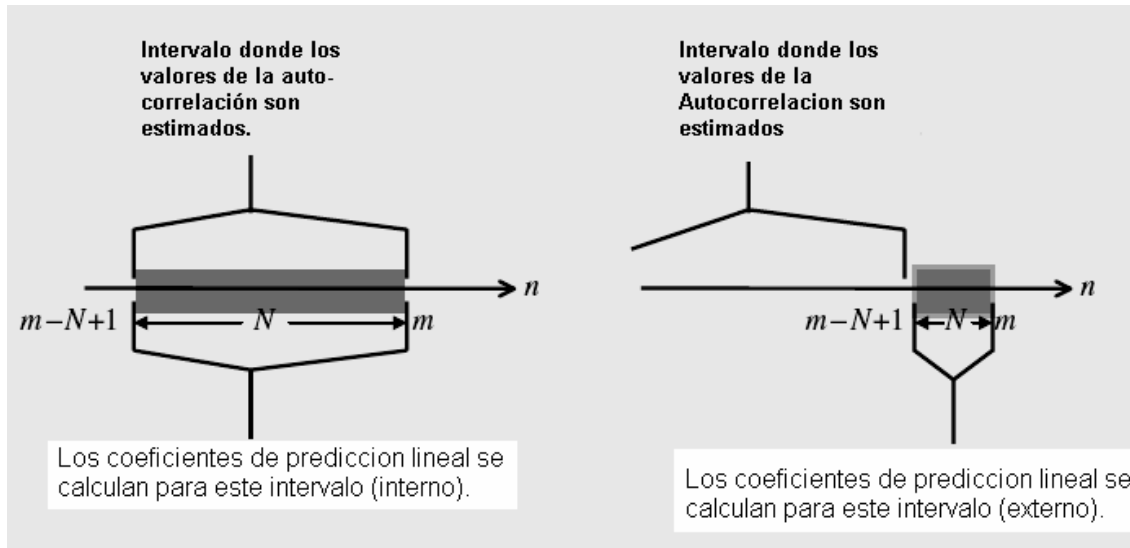 Intervalo donde los
valores de la auto-
correlación son
estimados.
n
m−N+1
N
m
Los coeficientes de prediccion lineal se
calculan para este intervalo (interno).
Intervalo donde los
valores de la
Autocorrelacion son
estimados
n
m−N+1
N
m
Los coeficientes de prediccion lineal se
calculan para este intervalo (externo).